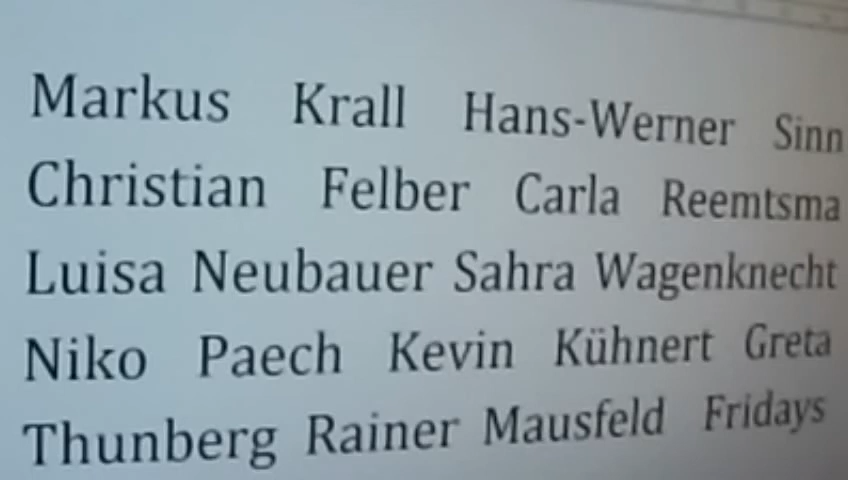 Markus Krall Hans-Werner Sinn
Christian Felber Carla Reemtsma
Luisa Neubauer Sahra Wagenknecht
Niko Paech Kevin Kühnert Greta
Thunberg Rainer Mausfeld Fridays